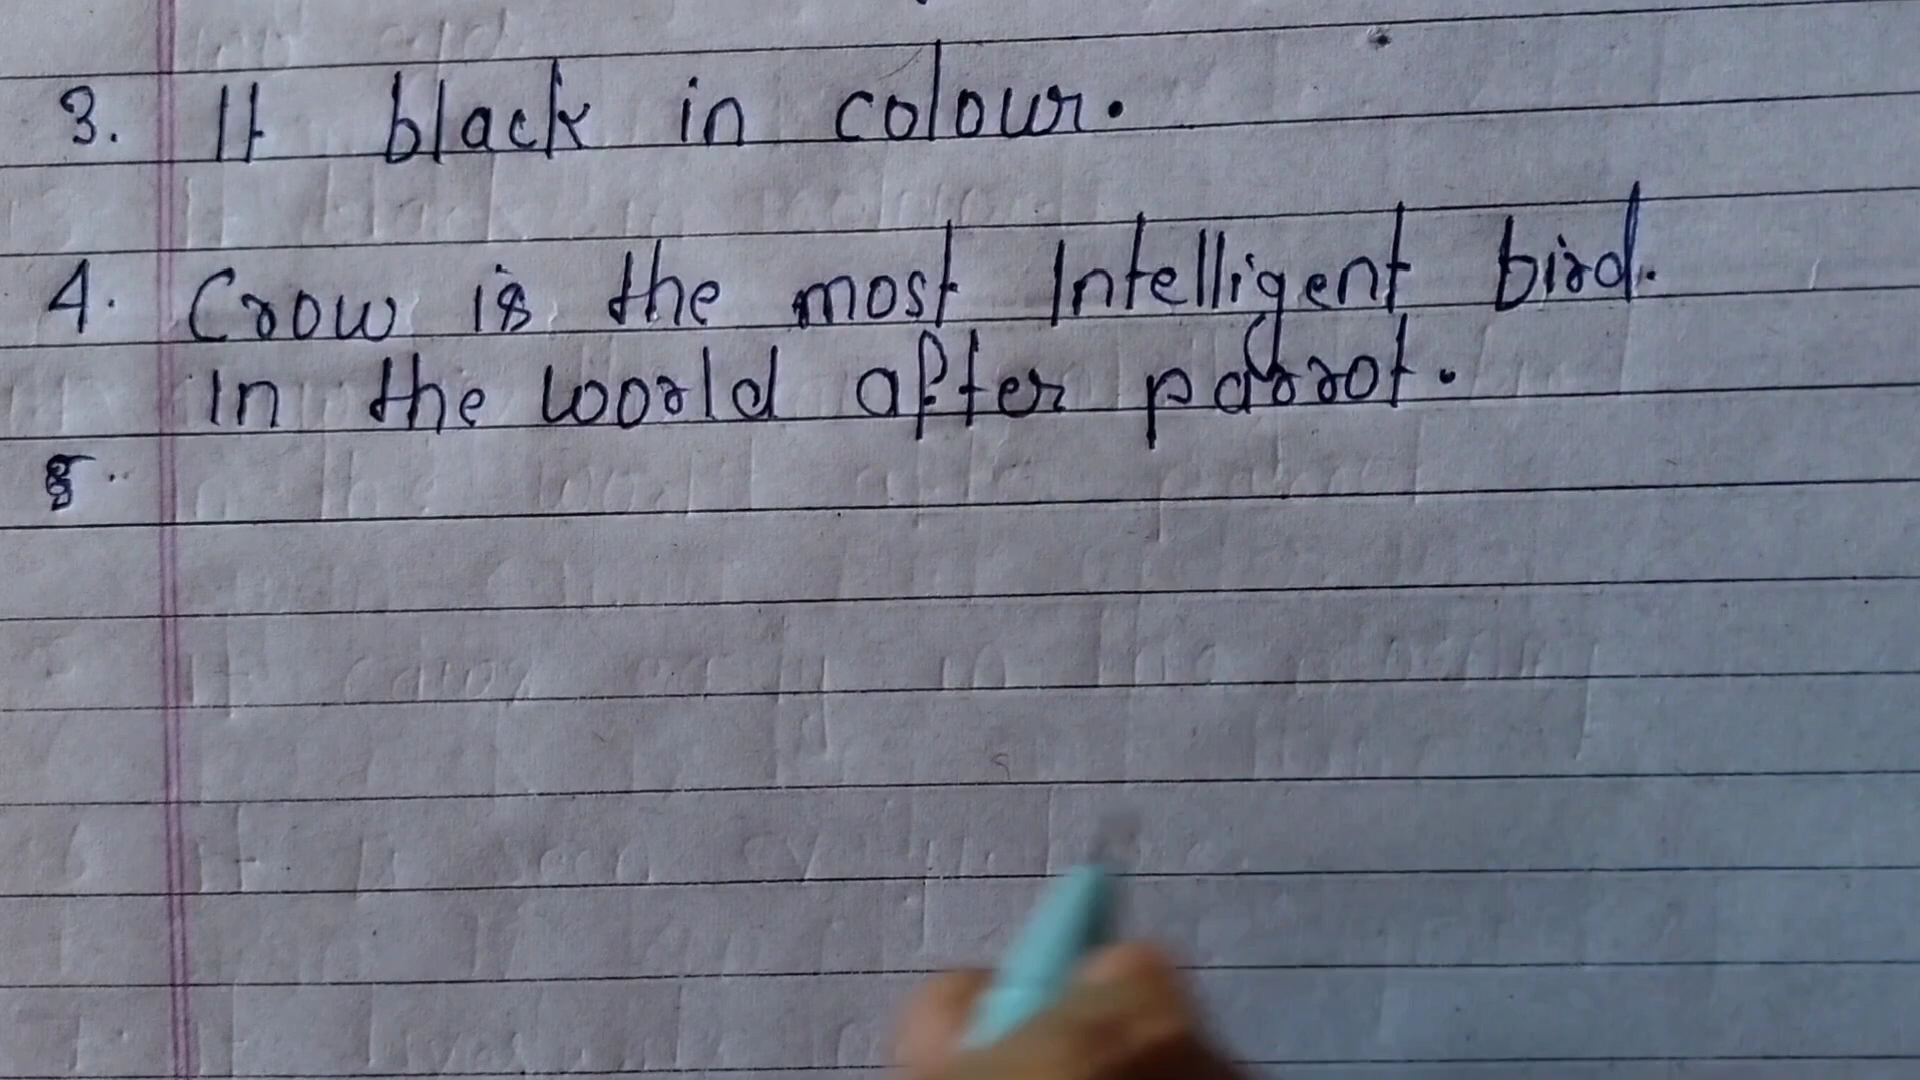 3. It black in colour.
4. Crow is the most Intelligent bird.
In the world after parrot.
5.